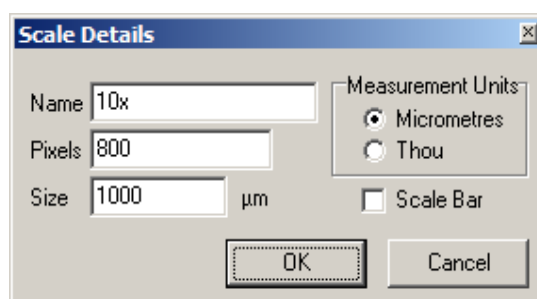 Scale Details
Name 10x
Pixels 800
Size 1000 µm
Measurement Units
Micrometres
Thou
Scale Bar
OK Cancel